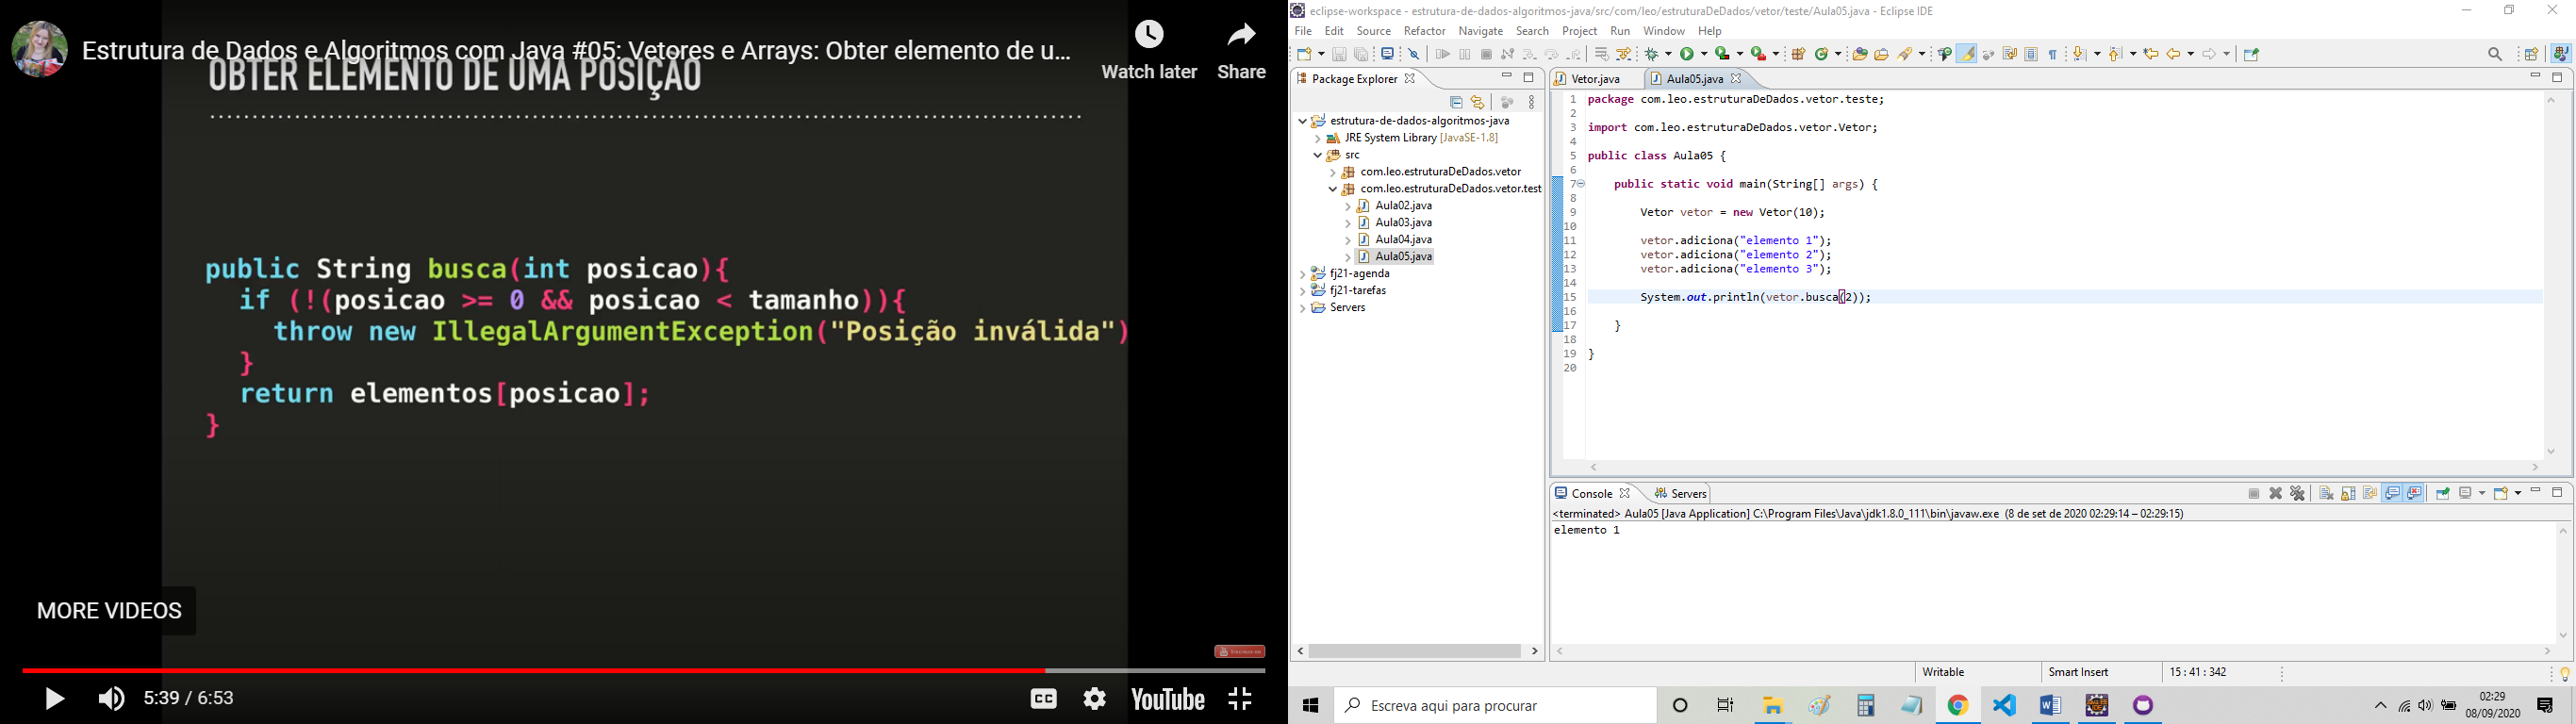 Estrutura de Dados e Algoritmos com Java #05: Vetores e Arrays: Obter elemento de u...
Watch later
Share
OBTER ELEMENTO DE UMA POSIÇÃO
public String busca(int posicao){
if (!(posicao >= 0 && posicao < tamanho)){
throw new IllegalArgumentException("Posição inválida")
}
return elementos[posicao];
}
MORE VIDEOS
5:39 / 6:53
CC
YouTube
eclipse-workspace - estrutura-de-dados-algoritmos-java/src/com/leo/estruturaDeDados/vetor/teste/Aula05.java - Eclipse IDE
File Edit Source Refactor Navigate Search Project Run Window Help
Package Explorer
estrutura-de-dados-algoritmos-java
JRE System Library [JavaSE-1.8]
src
com.leo.estruturaDeDados.vetor
com.leo.estruturaDeDados.vetor.test
Aula02.java
Aula03.java
Aula04.java
Aula05.java
fj21-agenda
fj21-tarefas
Servers
Vetor.java
Aula05.java
1 package com.leo.estruturaDeDados.vetor.teste;
2
3 import com.leo.estruturaDeDados.vetor.Vetor;
4
5 public class Aula05 {
6
7 public static void main(String[] args) {
8
9 Vetor vetor = new Vetor(10);
10
11 vetor.adiciona("elemento 1");
12 vetor.adiciona("elemento 2");
13 vetor.adiciona("elemento 3");
14
15 System.out.println(vetor.busca(2));
16
17 }
18
19 }
20
Console
Servers
<terminated> Aula05 [Java Application] C:\Program Files\Java\jdk1.8.0_111\bin\javaw.exe (8 de set de 2020 02:29:14 – 02:29:15)
elemento 1
Writable
Smart Insert
15 : 41 : 342
Escreva aqui para procurar
02:29
08/09/2020